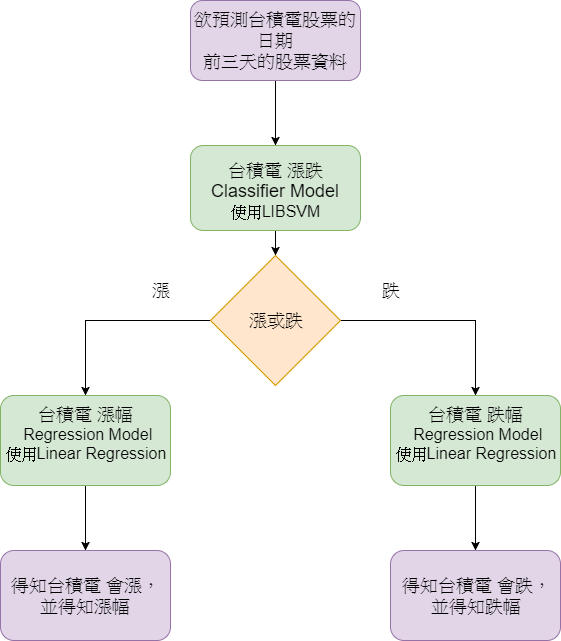 欲預測台積電股票的
日期
前三天的股票資料
台積電 漲跌
Classifier Model
使用LIBSVM
漲
跌
漲或跌
台積電 漲幅
Regression Model
使用Linear Regression
台積電 跌幅
Regression Model
使用Linear Regression
得知台積電 會漲，
並得知漲幅
得知台積電 會跌，
並得知跌幅